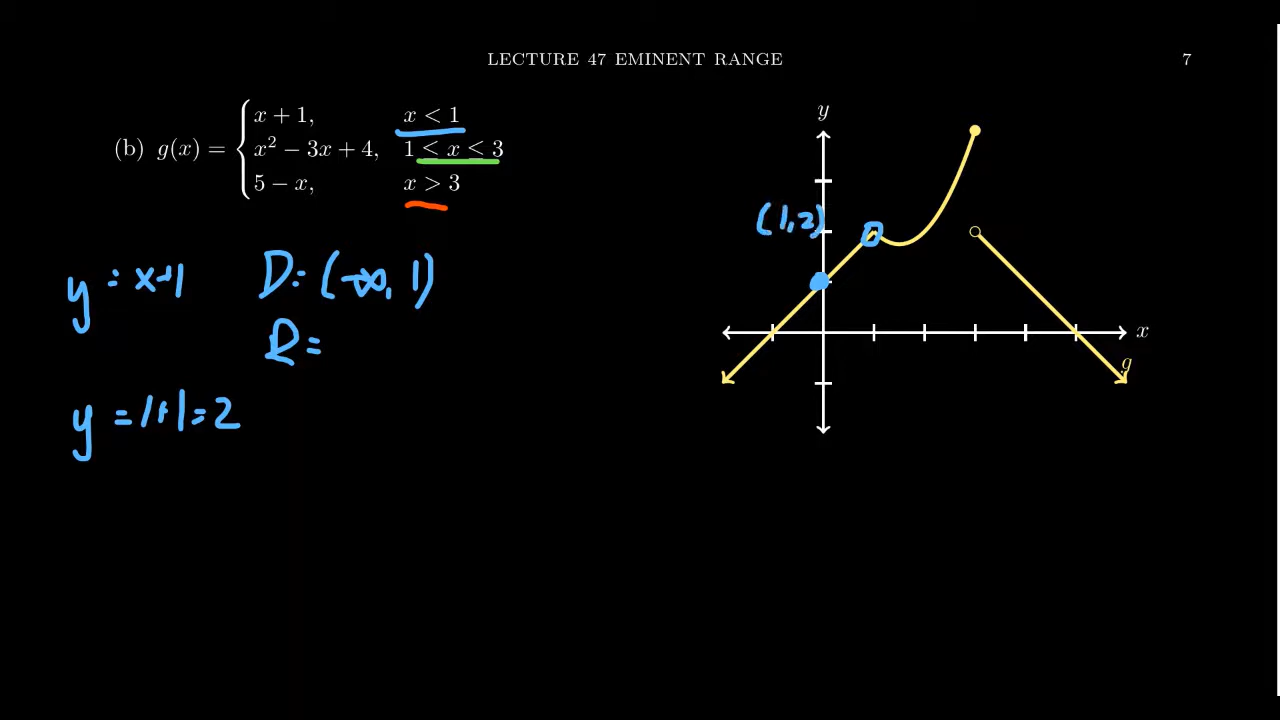 LECTURE 47 EMINENT RANGE 7
(b) g(x) = { x + 1, x < 1
x² − 3x + 4, 1 ≤ x ≤ 3
5 − x, x > 3
y = x+1 D = (-∞, 1)
R =
y = 1+1 = 2
y
(1,2)
x
g